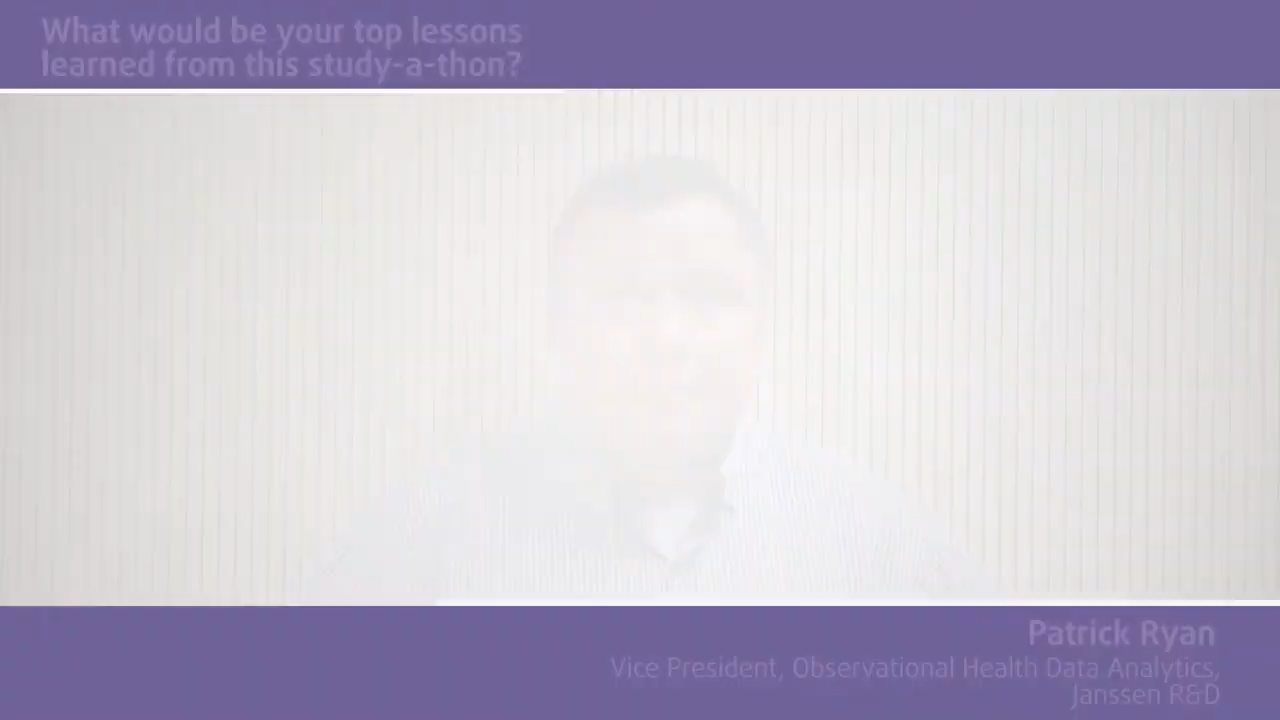 What would be your top lessons
learned from this study-a-thon?
Patrick Ryan
Vice President, Observational Health Data Analytics,
Janssen R&D